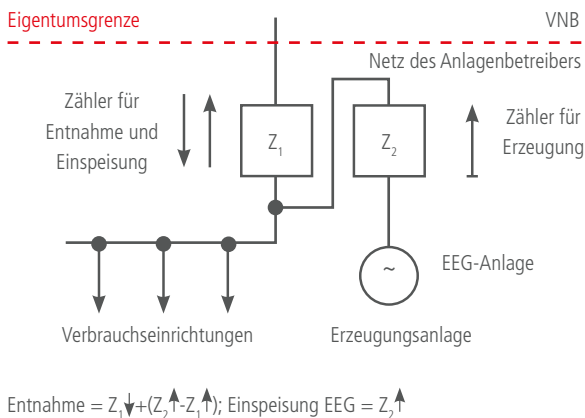 Eigentumsgrenze
VNB
Netz des Anlagenbetreibers
Zähler für
Entnahme und
Einspeisung
Z₁
Z₂
Zähler für
Erzeugung
~
EEG-Anlage
Verbrauchseinrichtungen
Erzeugungsanlage
Entnahme = Z₁↓+(Z₂↑-Z₁↑); Einspeisung EEG = Z₂↑